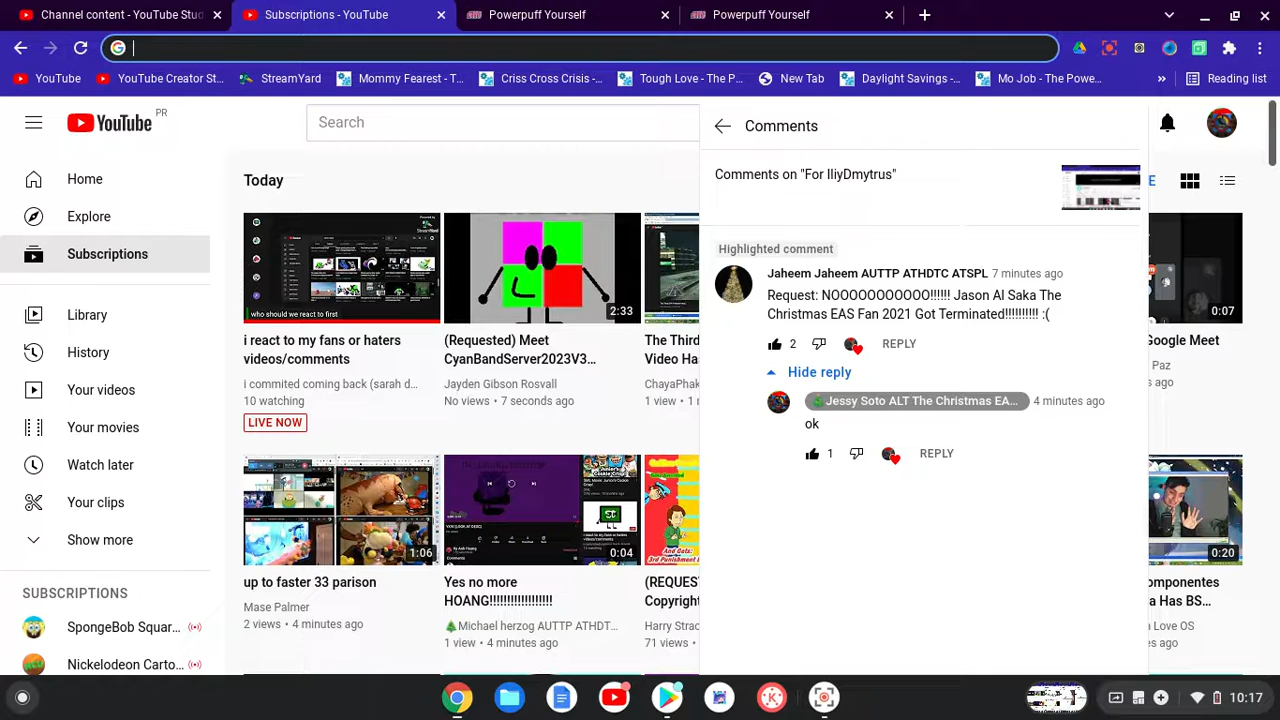 Channel content - YouTube Stud
Subscriptions - YouTube
Powerpuff Yourself
Powerpuff Yourself
YouTube
YouTube Creator St...
StreamYard
Mommy Fearest - T...
Criss Cross Crisis -...
Tough Love - The P...
New Tab
Daylight Savings -...
Mo Job - The Powe...
»
Reading list
YouTube PR
Search
Comments
Home
Explore
Subscriptions
Library
History
Your videos
Your movies
Watch later
Your clips
Show more
SUBSCRIPTIONS
SpongeBob Squar...
Nickelodeon Carto...
Today
who should we react to first
i react to my fans or haters
videos/comments
i commited coming back (sarah d...
10 watching
LIVE NOW
2:33
(Requested) Meet
CyanBandServer2023V3...
Jayden Gibson Rosvall
No views • 7 seconds ago
The Third
Video Ha
ChayaPhak
1 view •
Comments on "For IliyDmytrus"
Highlighted comment
Jaheem Jaheem AUTTP ATHDTC ATSPL 7 minutes ago
Request: NOOOOOOOOOOO!!!!!! Jason Al Saka The
Christmas EAS Fan 2021 Got Terminated!!!!!!!!!! :(
2
REPLY
Hide reply
Jessy Soto ALT The Christmas EA... 4 minutes ago
ok
1
REPLY
E
0:07
Google Meet
Paz
s ago
1:06
up to faster 33 parison
Mase Palmer
2 views • 4 minutes ago
0:04
Yes no more
HOANG!!!!!!!!!!!!!!!!!!
Michael herzog AUTTP ATHDT...
1 view • 4 minutes ago
And Gets:
3rd Punishment
(REQUEST
Copyright
Harry Strac
71 views •
0:20
omponentes
a Has BS...
Love OS
tes ago
10:17